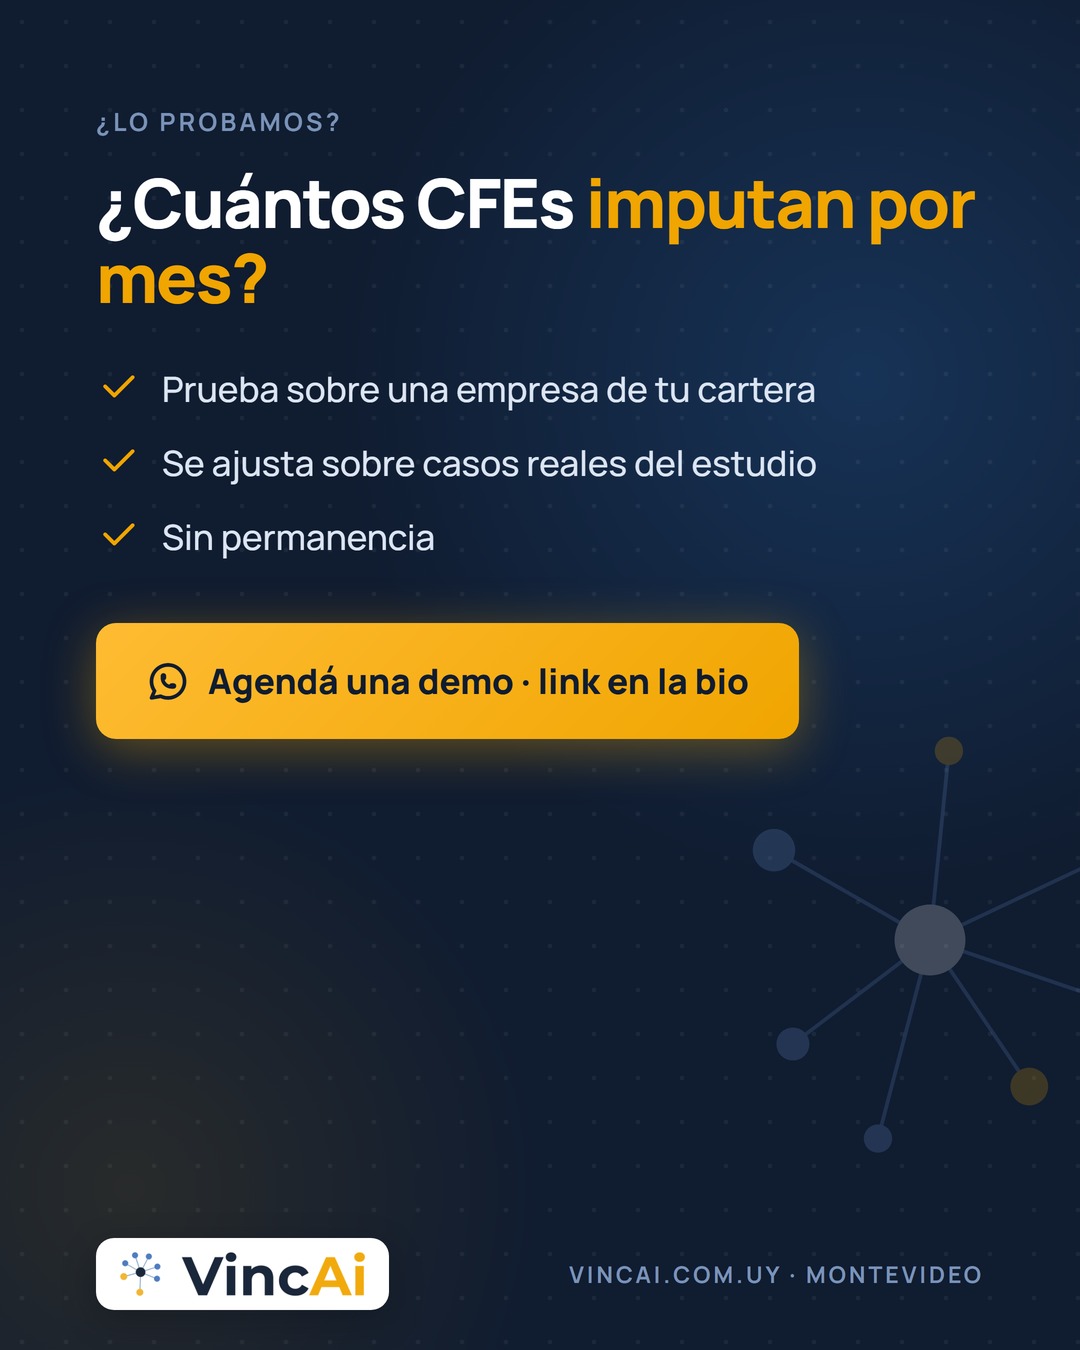 ¿LO PROBAMOS?
¿Cuántos CFEs imputan por
mes?
Prueba sobre una empresa de tu cartera
Se ajusta sobre casos reales del estudio
Sin permanencia
Agendá una demo · link en la bio
VincAi
VINCAI.COM.UY · MONTEVIDEO